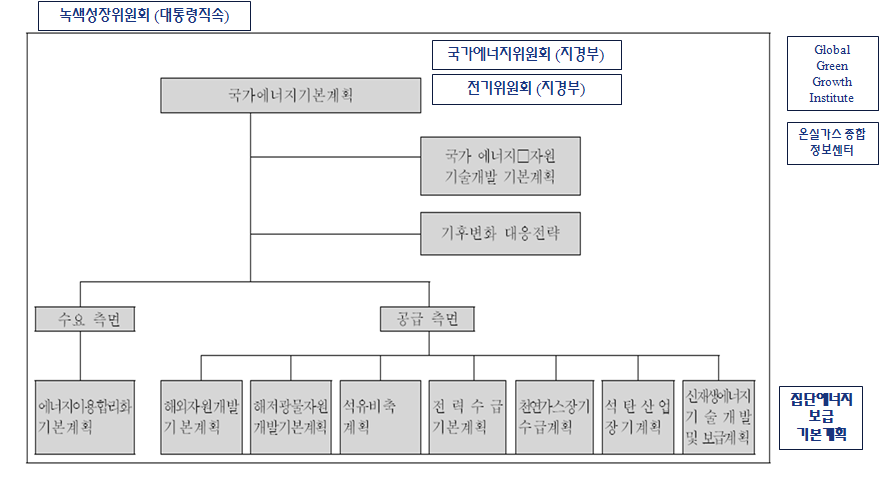 녹색성장위원회 (대통령직속)
국가에너지위원회 (지경부)
전기위원회 (지경부)
국가에너지기본계획
Global
Green
Growth
Institute
온실가스 종합
정보센터
국가 에너지□자원
기술개발 기본계획
기후변화 대응전략
수요 측면
공급 측면
에너지이용합리화
기본계획
해외자원개발
기본계획
해저광물자원
개발기본계획
석유비축
계획
전력수급
기본계획
천연가스장기
수급계획
석탄산업
장기계획
신재생에너지
기술개발
및 보급계획
집단에너지
보급
기본계획